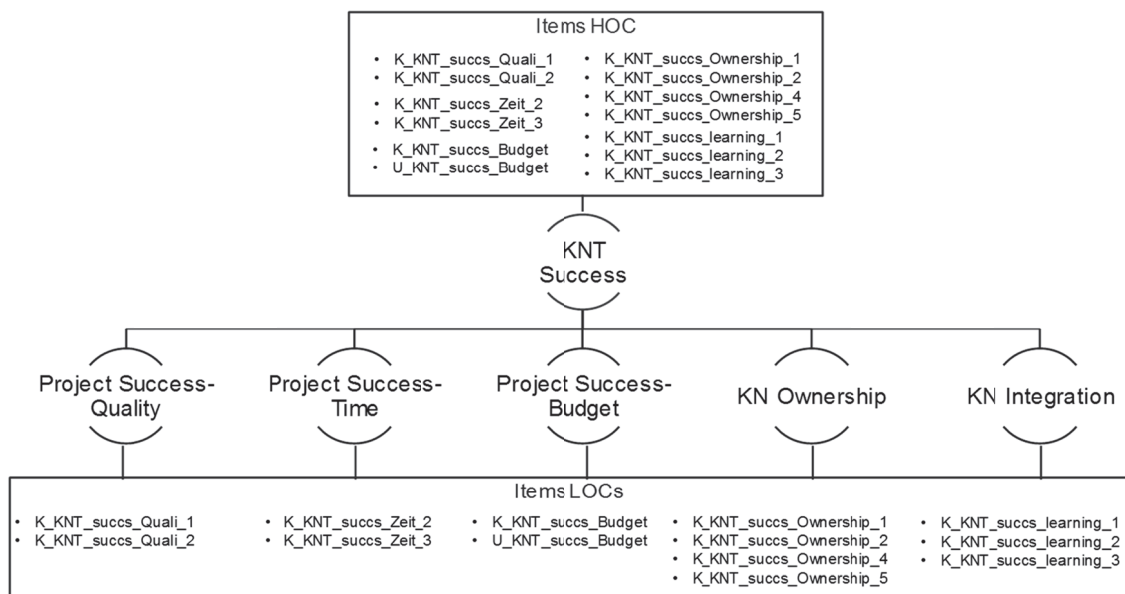 Items HOC
• K_KNT_succs_Quali_1
• K_KNT_succs_Quali_2
• K_KNT_succs_Zeit_2
• K_KNT_succs_Zeit_3
• K_KNT_succs_Budget
• U_KNT_succs_Budget
• K_KNT_succs_Ownership_1
• K_KNT_succs_Ownership_2
• K_KNT_succs_Ownership_4
• K_KNT_succs_Ownership_5
• K_KNT_succs_learning_1
• K_KNT_succs_learning_2
• K_KNT_succs_learning_3
KNT
Success
Project Success-
Quality
Project Success-
Time
Project Success-
Budget
KN Ownership
KN Integration
Items LOCs
• K_KNT_succs_Quali_1
• K_KNT_succs_Quali_2
• K_KNT_succs_Zeit_2
• K_KNT_succs_Zeit_3
• K_KNT_succs_Budget
• U_KNT_succs_Budget
• K_KNT_succs_Ownership_1
• K_KNT_succs_Ownership_2
• K_KNT_succs_Ownership_4
• K_KNT_succs_Ownership_5
• K_KNT_succs_learning_1
• K_KNT_succs_learning_2
• K_KNT_succs_learning_3